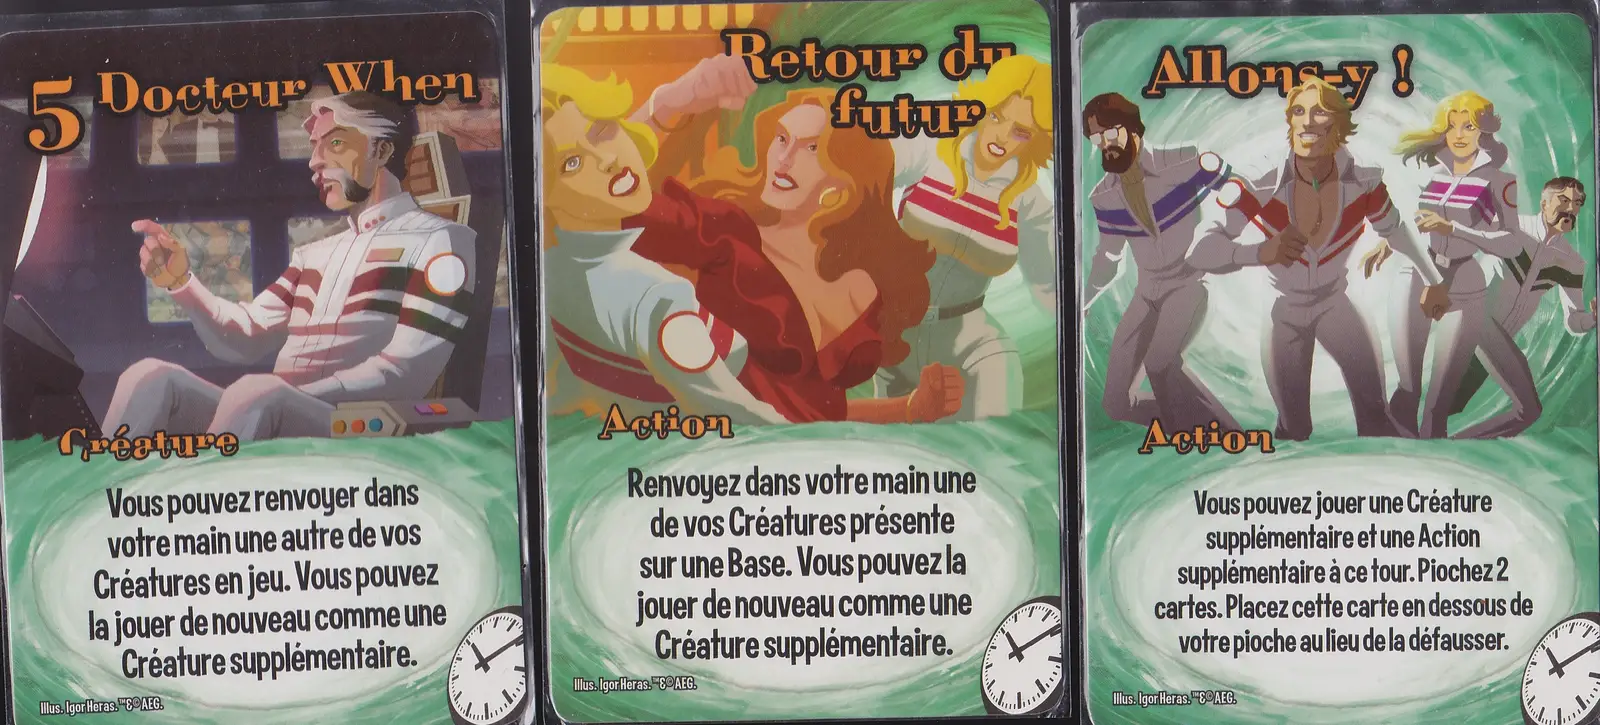 5 Docteur When
Créature
Vous pouvez renvoyer dans
votre main une autre de vos
Créatures en jeu. Vous pouvez
la jouer de nouveau comme une
Créature supplémentaire.
Illus. Igor Heras.™&©AEG.
Retour du
futur
Action
Renvoyez dans votre main une
de vos Créatures présente
sur une Base. Vous pouvez la
jouer de nouveau comme une
Créature supplémentaire.
Illus. Igor Heras.™&©AEG.
Allons-y !
Action
Vous pouvez jouer une Créature
supplémentaire et une Action
supplémentaire à ce tour. Piochez 2
cartes. Placez cette carte en dessous de
votre pioche au lieu de la défausser.
Illus. Igor Heras.™&©AEG.